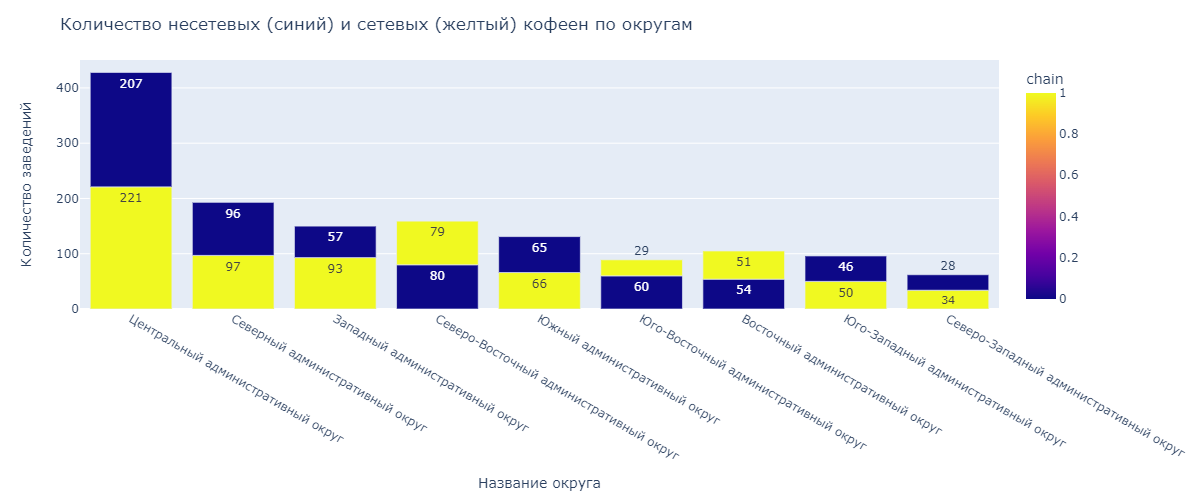 Количество несетевых (синий) и сетевых (желтый) кофеен по округам
chain
1
0.8
0.6
0.4
0.2
0
Количество заведений
400
300
200
100
0
207
221
96
97
57
93
79
80
65
66
29
60
51
54
46
50
28
34
Центральный административный округ
Северный административный округ
Западный административный округ
Северо-Восточный административный округ
Южный административный округ
Юго-Восточный административный округ
Восточный административный округ
Юго-Западный административный округ
Северо-Западный административный округ
Название округа